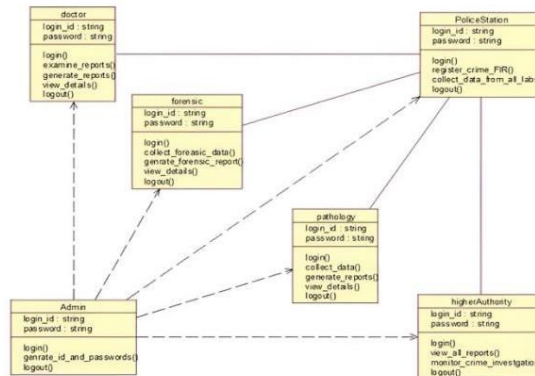 doctor
login_id : string
password : string
login()
examine_reports()
generate_reports()
view_details()
logout()
PoliceStation
login_id : string
password : string
login()
register_crime_FIR()
collect_data_from_all_labs
logout()
forensic
login_id : string
password : string
login()
collect_foreasic_data()
genrate_forensic_report()
view_details()
logout()
pathology
login_id : string
password : string
login()
collect_data()
generate_reports()
view_details()
logout()
Admin
login_id : string
password : string
login()
genrate_id_and_passwords()
logout()
higherAuthority
login_id : string
password : string
login()
view_all_reports()
monitor_crime_investgation
logout()